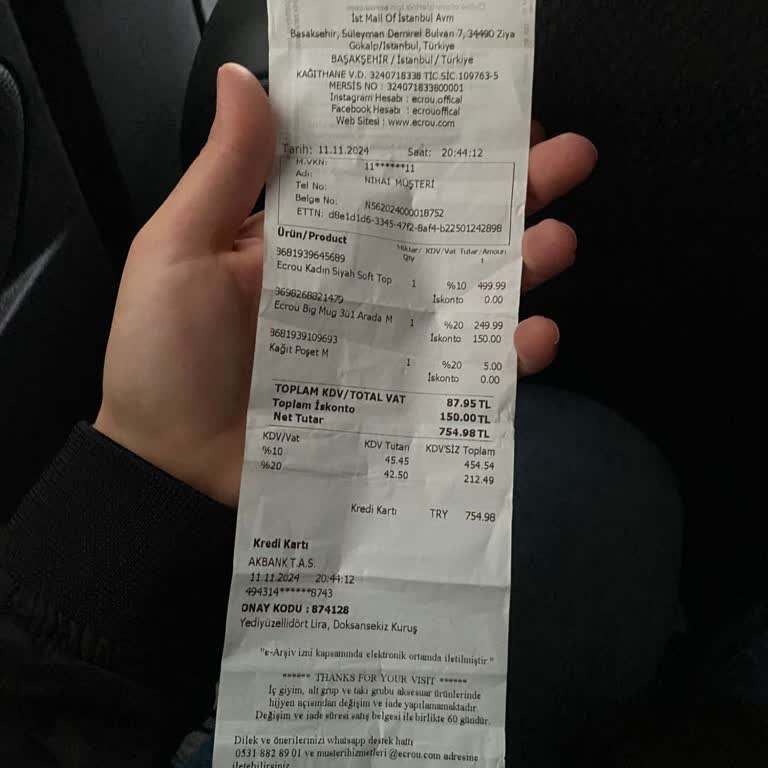 İst Mall Of İstanbul Avm
Başakşehir, Süleyman Demirel Bulvarı 7, 34490 Ziya
Gökalp/İstanbul, Türkiye
BAŞAKŞEHİR / İstanbul / Türkiye
KAĞITHANE V.D. 3240718338 TİC.SİC.109763-5
MERSİS NO : 324071833800001
Instagram Hesabı : ecrou.offical
Facebook Hesabı : ecrouoffical
Web Sitesi : www.ecrou.com
Tarih: 11.11.2024 Saat: 20:44:12
M.VKN: 11******11
Adı: NİHAİ MÜŞTERİ
Tel No:
Belge No: NS62024000018752
ETTN: d8e1d1d6-3345-47f2-8af4-b22501242898
Ürün/Product Miktar/Qty KDV/Vat Tutar/Amount
9681939645689
Ecrou Kadın Siyah Soft Top 1 %10 499.99
İskonto 0.00
3698268821479
Ecrou Big Mug 3ü1 Arada M 1 %20 249.99
İskonto 150.00
9681939109693
Kağıt Poşet M 1 %20 5.00
İskonto 0.00
TOPLAM KDV/TOTAL VAT 87.95 TL
Toplam İskonto 150.00 TL
Net Tutar 754.98 TL
KDV/Vat KDV Tutarı KDV'SİZ Toplam
%10 45.45 454.54
%20 42.50 212.49
Kredi Kartı TRY 754.98
Kredi Kartı
AKBANK T.A.S.
11.11.2024 20:44:12
494314******8743
ONAY KODU : 874128
Yediyüzellidört Lira, Doksansekiz Kuruş
"e-Arşiv izni kapsamında elektronik ortamda iletilmiştir."
****** THANKS FOR YOUR VISIT ******
İç giyim, alt grup ve takı grubu aksesuar ürünlerinde
hijyen açısından değişim ve iade yapılamamaktadır.
Değişim ve iade süresi satış belgesi ile birlikte 60 gündür.
Dilek ve önerilerinizi whatsapp destek hattı
0531 882 89 01 ve musterihizmetleri@ecrou.com adresine
iletebilirsiniz.